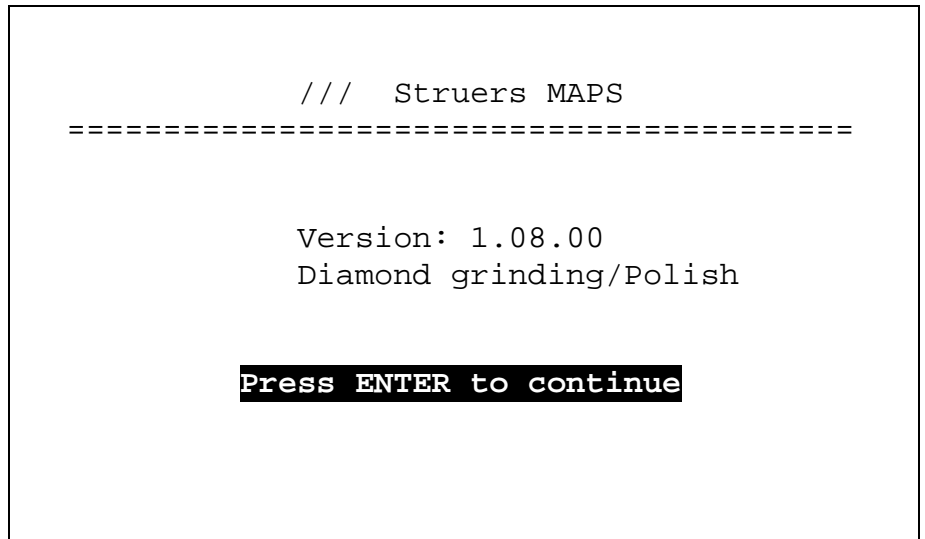 /// Struers MAPS
=========================================
Version: 1.08.00
Diamond grinding/Polish
Press ENTER to continue